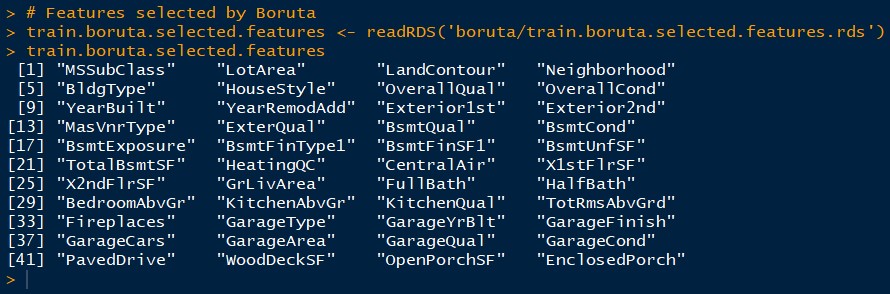 > # Features selected by Boruta
> train.boruta.selected.features <- readRDS('boruta/train.boruta.selected.features.rds')
> train.boruta.selected.features
 [1] "MSSubClass"    "LotArea"       "LandContour"   "Neighborhood"
 [5] "BldgType"      "HouseStyle"    "OverallQual"   "OverallCond"
 [9] "YearBuilt"     "YearRemodAdd"  "Exterior1st"   "Exterior2nd"
[13] "MasVnrType"    "ExterQual"     "BsmtQual"      "BsmtCond"
[17] "BsmtExposure"  "BsmtFinType1"  "BsmtFinSF1"    "BsmtUnfSF"
[21] "TotalBsmtSF"   "HeatingQC"     "CentralAir"    "X1stFlrSF"
[25] "X2ndFlrSF"     "GrLivArea"     "FullBath"      "HalfBath"
[29] "BedroomAbvGr"  "KitchenAbvGr"  "KitchenQual"   "TotRmsAbvGrd"
[33] "Fireplaces"    "GarageType"    "GarageYrBlt"   "GarageFinish"
[37] "GarageCars"    "GarageArea"    "GarageQual"    "GarageCond"
[41] "PavedDrive"    "WoodDeckSF"    "OpenPorchSF"   "EnclosedPorch"
>